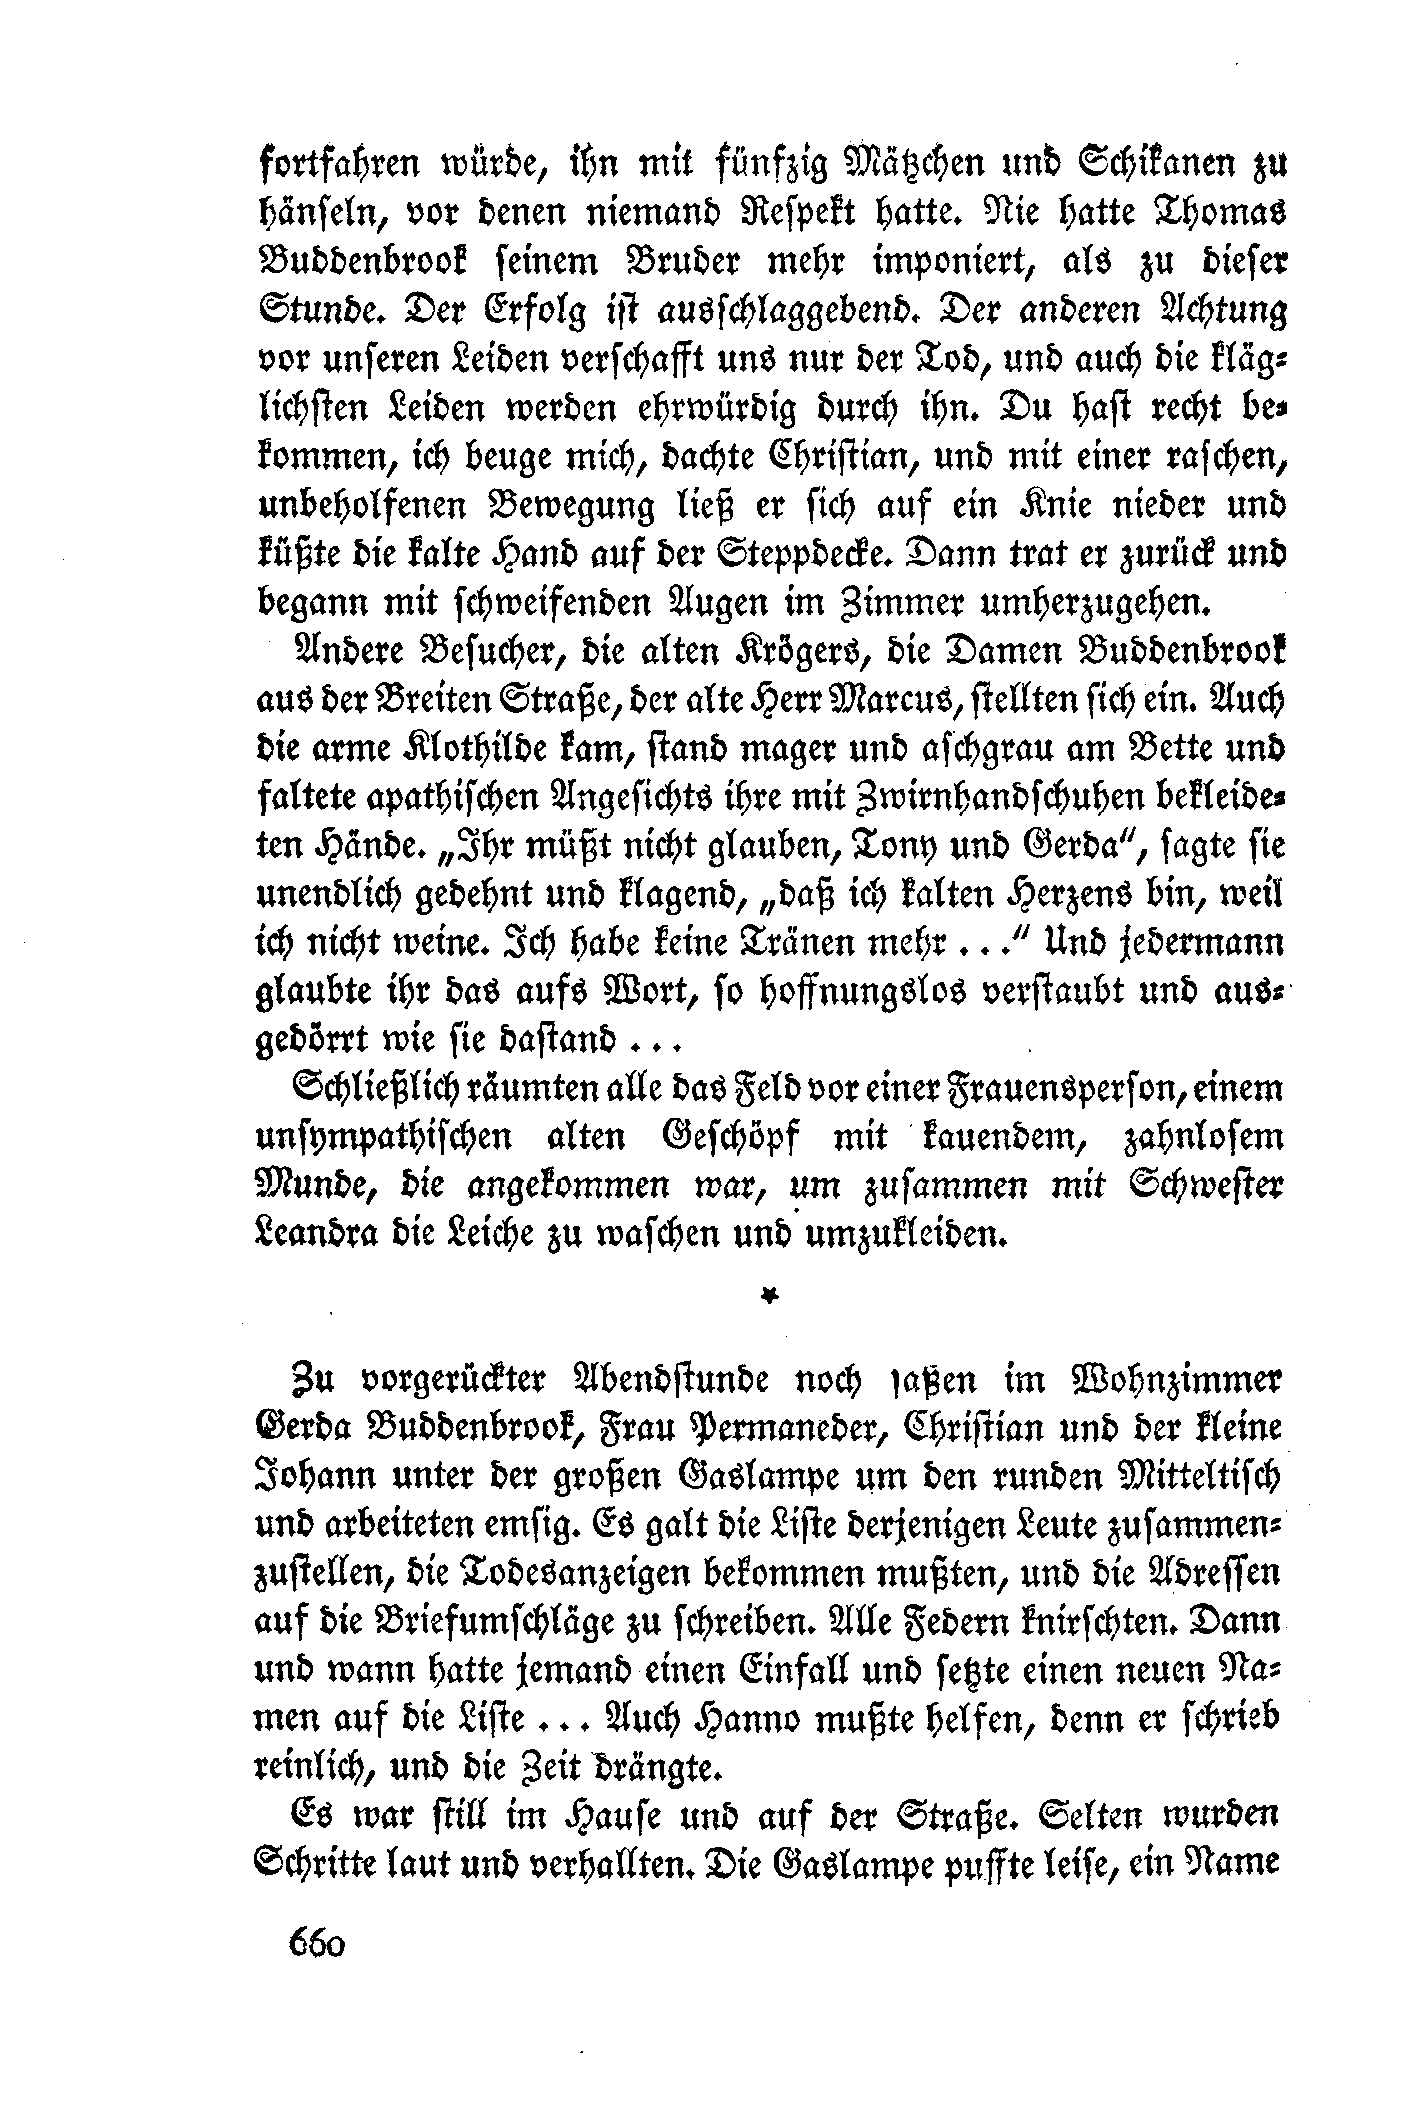 fortfahren würde, ihn mit fünfzig Mätzchen und Schikanen zu
hänseln, vor denen niemand Respekt hatte. Nie hatte Thomas
Buddenbrook seinem Bruder mehr imponiert, als zu dieser
Stunde. Der Erfolg ist ausschlaggebend. Der anderen Achtung
vor unseren Leiden verschafft uns nur der Tod, und auch die kläg-
lichsten Leiden werden ehrwürdig durch ihn. Du hast recht be-
kommen, ich beuge mich, dachte Christian, und mit einer raschen,
unbeholfenen Bewegung ließ er sich auf ein Knie nieder und
küßte die kalte Hand auf der Steppdecke. Dann trat er zurück und
begann mit schweifenden Augen im Zimmer umherzugehen.
Andere Besucher, die alten Krögers, die Damen Buddenbrook
aus der Breiten Straße, der alte Herr Marcus, stellten sich ein. Auch
die arme Klothilde kam, stand mager und aschgrau am Bette und
faltete apathischen Angesichts ihre mit Zwirnhandschuhen bekleide-
ten Hände. „Ihr müßt nicht glauben, Tony und Gerda“, sagte sie
unendlich gedehnt und klagend, „daß ich kalten Herzens bin, weil
ich nicht weine. Ich habe keine Tränen mehr . . .“ Und jedermann
glaubte ihr das aufs Wort, so hoffnungslos verstaubt und aus-
gedörrt wie sie dastand . . .
Schließlich räumten alle das Feld vor einer Frauensperson, einem
unsympathischen alten Geschöpf mit kauendem, zahnlosem
Munde, die angekommen war, um zusammen mit Schwester
Leandra die Leiche zu waschen und umzukleiden.
*
Zu vorgerückter Abendstunde noch saßen im Wohnzimmer
Gerda Buddenbrook, Frau Permaneder, Christian und der kleine
Johann unter der großen Gaslampe um den runden Mitteltisch
und arbeiteten emsig. Es galt die Liste derjenigen Leute zusammen-
zustellen, die Todesanzeigen bekommen mußten, und die Adressen
auf die Briefumschläge zu schreiben. Alle Federn knirschten. Dann
und wann hatte jemand einen Einfall und setzte einen neuen Na-
men auf die Liste . . . Auch Hanno mußte helfen, denn er schrieb
reinlich, und die Zeit drängte.
Es war still im Hause und auf der Straße. Selten wurden
Schritte laut und verhallten. Die Gaslampe puffte leise, ein Name
660